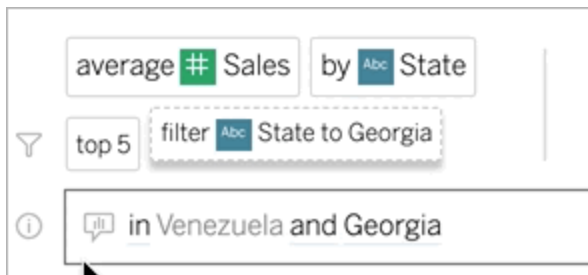 average # Sales by Abc State
top 5 filter Abc State to Georgia
in Venezuela and Georgia